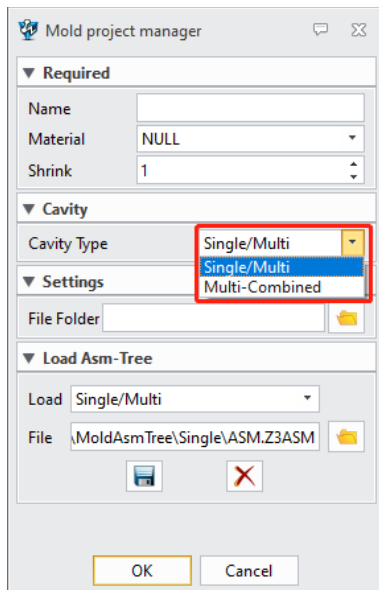 Mold project manager
Required
Name
Material NULL
Shrink 1
Cavity
Cavity Type Single/Multi
Single/Multi
Multi-Combined
Settings
File Folder
Load Asm-Tree
Load Single/Multi
File \MoldAsmTree\Single\ASM.Z3ASM
OK Cancel